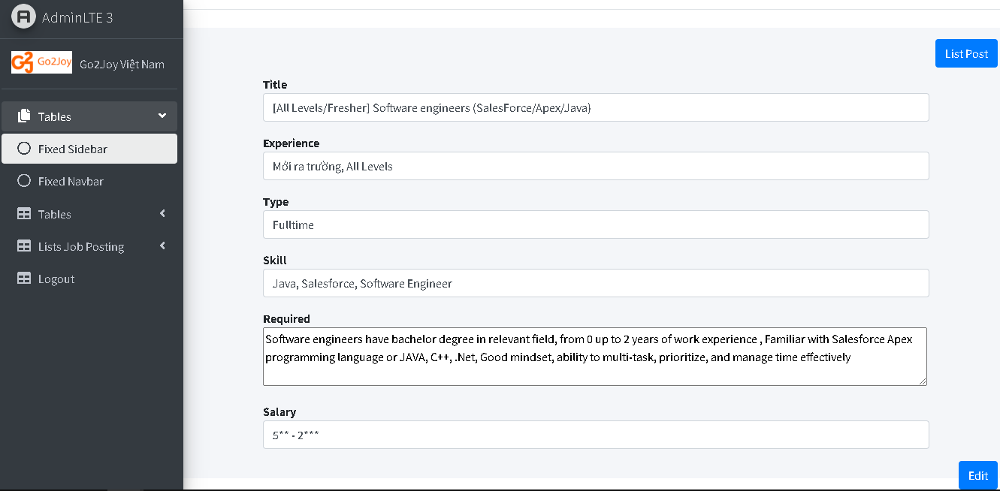 AdminLTE 3
Go2Joy
Go2Joy Việt Nam
Tables
Fixed Sidebar
Fixed Navbar
Tables
Lists Job Posting
Logout
List Post
Title
[All Levels/Fresher] Software engineers (SalesForce/Apex/Java)
Experience
Mới ra trường, All Levels
Type
Fulltime
Skill
Java, Salesforce, Software Engineer
Required
Software engineers have bachelor degree in relevant field, from 0 up to 2 years of work experience , Familiar with Salesforce Apex
programming language or JAVA, C++, .Net, Good mindset, ability to multi-task, prioritize, and manage time effectively
Salary
5** - 2***
Edit